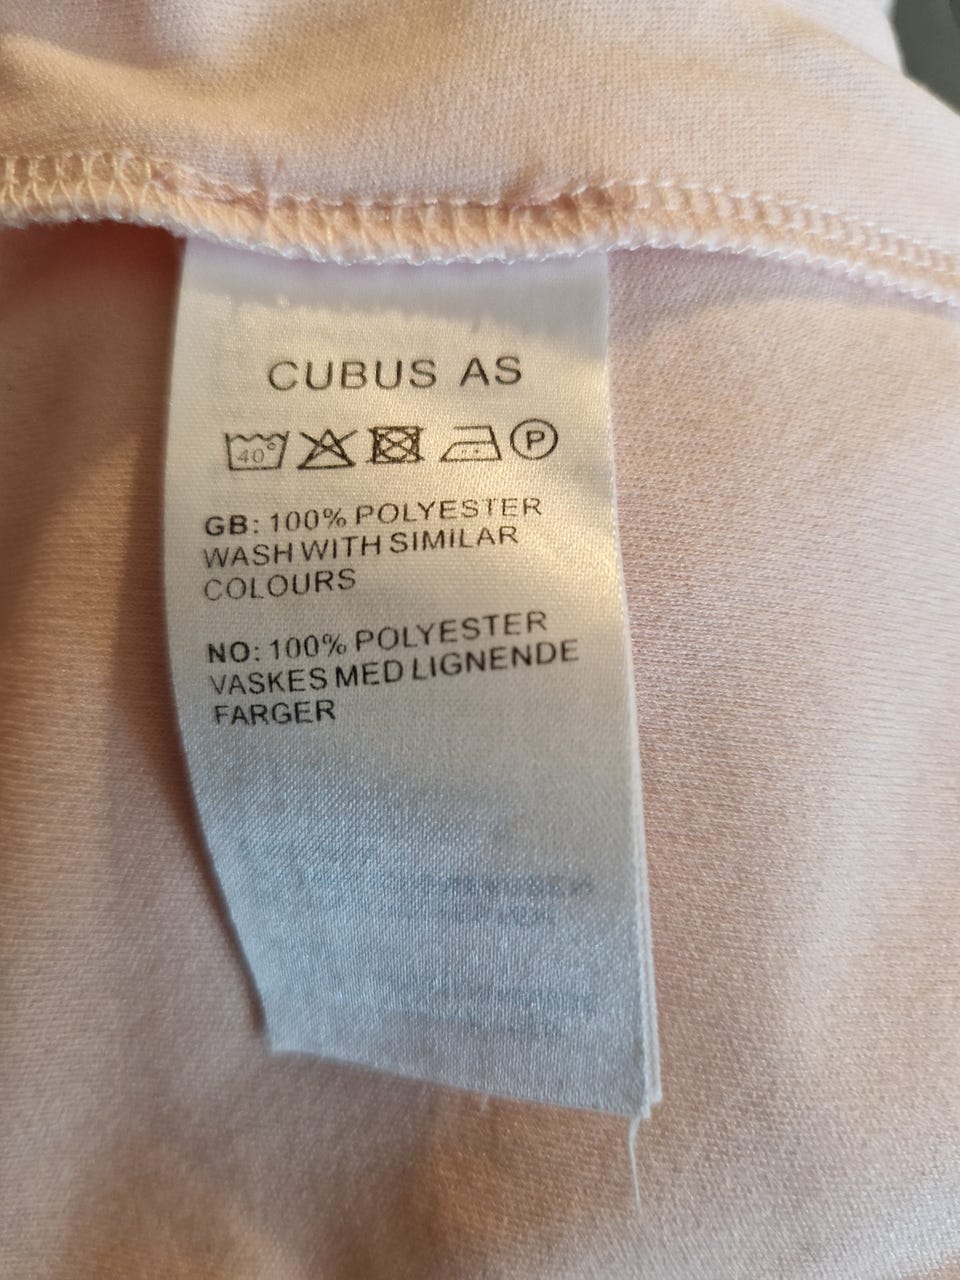 CUBUS AS
40° P
GB: 100% POLYESTER
WASH WITH SIMILAR
COLOURS
NO: 100% POLYESTER
VASKES MED LIGNENDE
FARGER